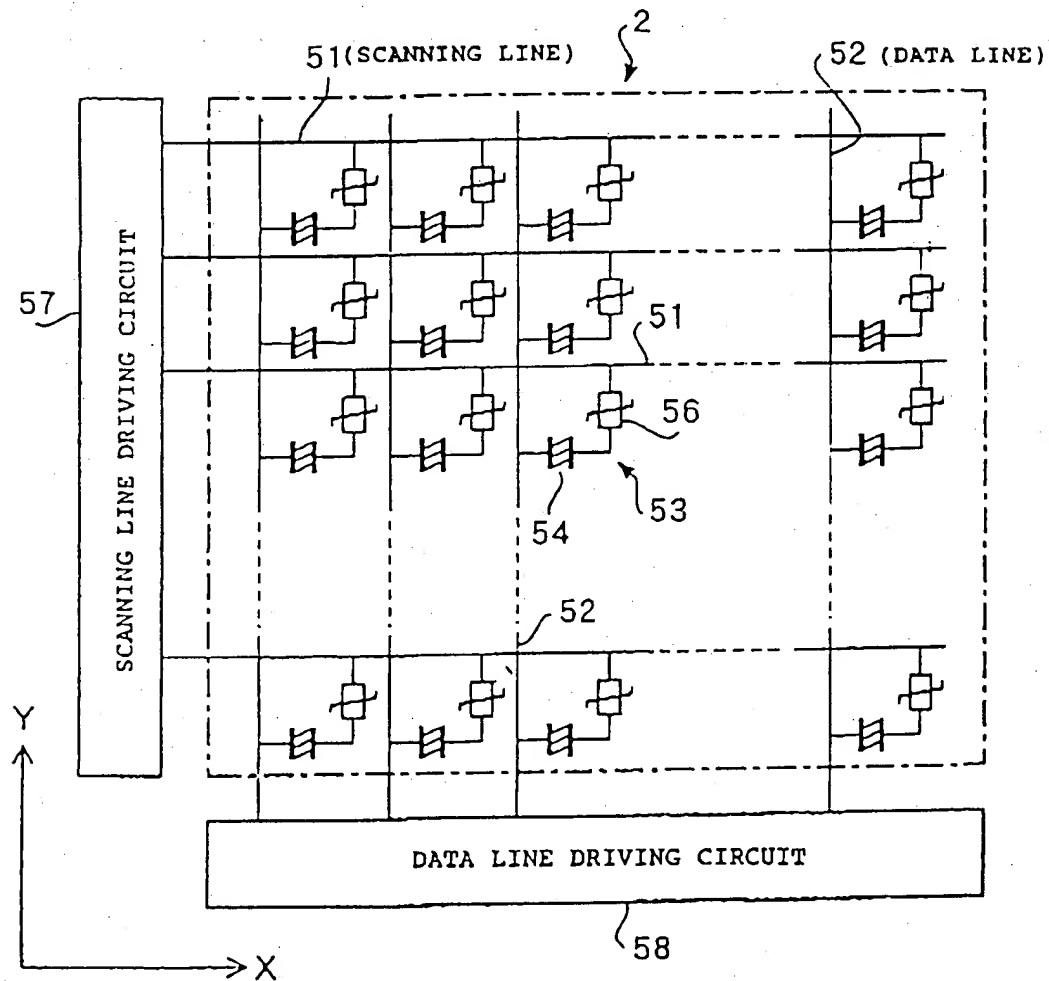 2
51 (SCANNING LINE)
52 (DATA LINE)
57
SCANNING LINE DRIVING CIRCUIT
51
56
54
53
52
Y
DATA LINE DRIVING CIRCUIT
58
X